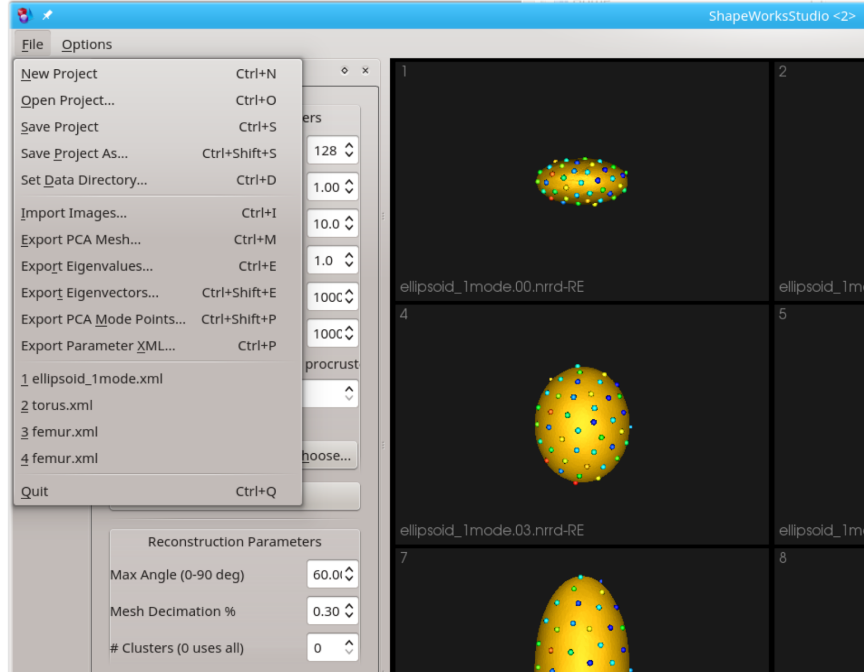 ShapeWorksStudio <2>
File Options
New Project Ctrl+N
Open Project... Ctrl+O
Save Project Ctrl+S
Save Project As... Ctrl+Shift+S
Set Data Directory... Ctrl+D
Import Images... Ctrl+I
Export PCA Mesh... Ctrl+M
Export Eigenvalues... Ctrl+E
Export Eigenvectors... Ctrl+Shift+E
Export PCA Mode Points... Ctrl+Shift+P
Export Parameter XML... Ctrl+P
1 ellipsoid_1mode.xml
2 torus.xml
3 femur.xml
4 femur.xml
Quit Ctrl+Q
ers
128
1.00
10.0
1.0
1000
1000
procrust
hoose...
Reconstruction Parameters
Max Angle (0-90 deg) 60.00
Mesh Decimation % 0.30
# Clusters (0 uses all) 0
1
ellipsoid_1mode.00.nrrd-RE
2
ellipsoid_1m
4
ellipsoid_1mode.03.nrrd-RE
5
ellipsoid_1m
7
8